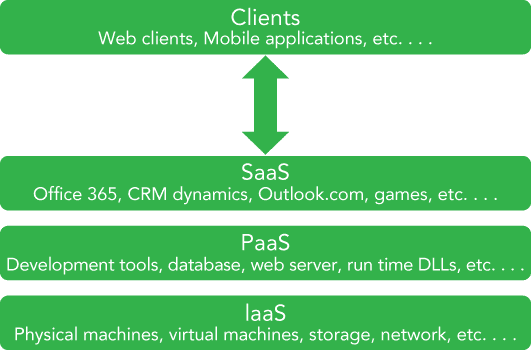 Clients
Web clients, Mobile applications, etc. . . .
SaaS
Office 365, CRM dynamics, Outlook.com, games, etc. . . .
PaaS
Development tools, database, web server, run time DLLs, etc. . . .
IaaS
Physical machines, virtual machines, storage, network, etc. . . .